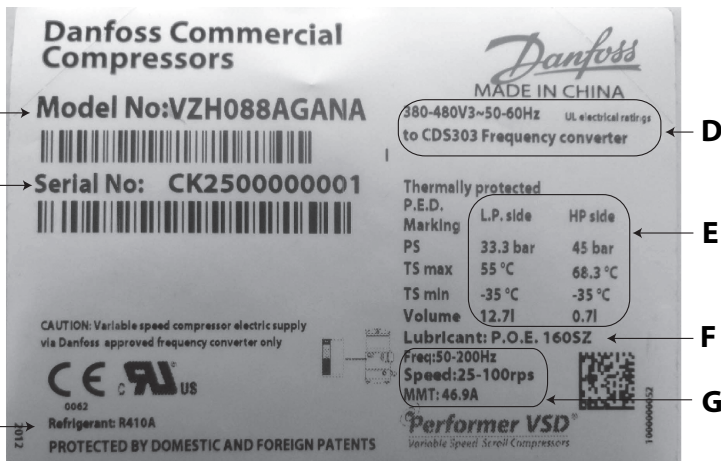 Danfoss Commercial
Compressors
Model No:VZH088AGANA
Serial No: CK2500000001
CAUTION: Variable speed compressor electric supply
via Danfoss approved frequency converter only
CE c RU US
0062
Refrigerant: R410A
2012
PROTECTED BY DOMESTIC AND FOREIGN PATENTS
Danfoss
MADE IN CHINA
380-480V3~50-60Hz UL electrical ratings
to CDS303 Frequency converter
D
Thermally protected
P.E.D.
Marking L.P. side HP side
PS 33.3 bar 45 bar
TS max 55 °C 68.3 °C
TS min -35 °C -35 °C
Volume 12.7l 0.7l
E
Lubricant: P.O.E. 160SZ
F
Freq:50-200Hz
Speed:25-100rps
MMT: 46.9A
G
Performer VSD®
Variable Speed Scroll Compressors